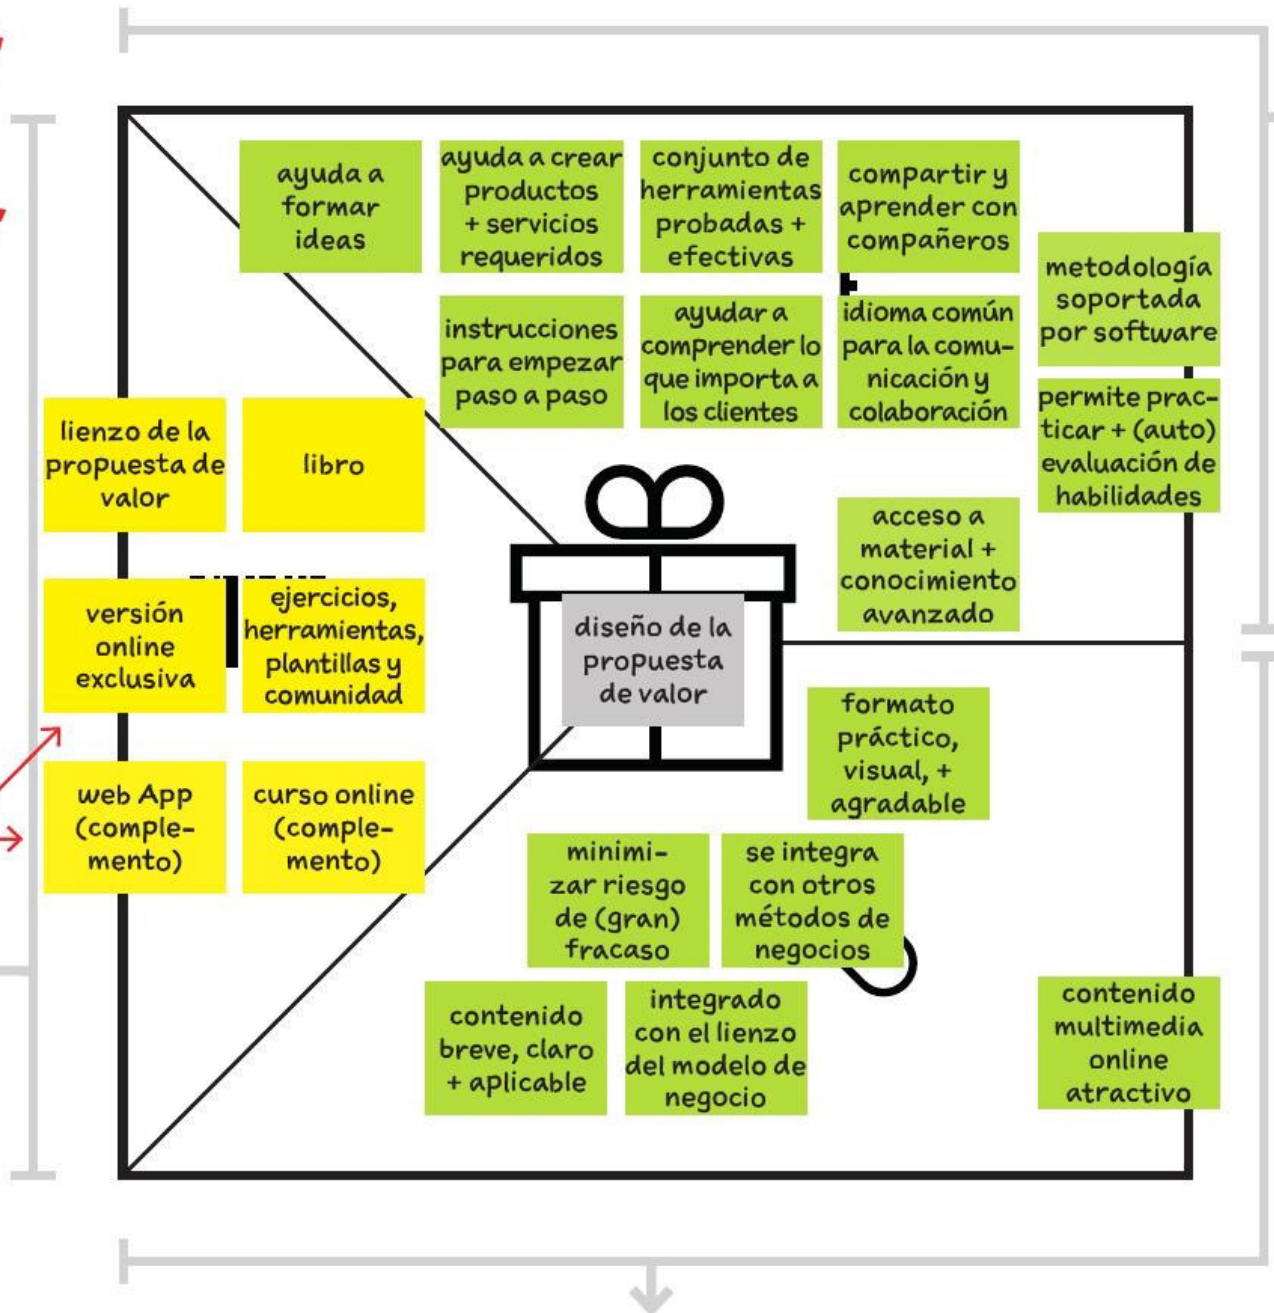 ayuda a
formar
ideas
ayuda a crear
productos
+ servicios
requeridos
conjunto de
herramientas
probadas +
efectivas
compartir y
aprender con
compañeros
metodología
soportada
por software
instrucciones
para empezar
paso a paso
ayudar a
comprender lo
que importa a
los clientes
idioma común
para la comu-
nicación y
colaboración
permite prac-
ticar + (auto)
evaluación de
habilidades
lienzo de la
propuesta de
valor
libro
acceso a
material +
conocimiento
avanzado
versión
online
exclusiva
ejercicios,
herramientas,
plantillas y
comunidad
diseño de la
propuesta
de valor
formato
práctico,
visual, +
agradable
web App
(comple-
mento)
curso online
(comple-
mento)
minimi-
zar riesgo
de (gran)
fracaso
se integra
con otros
métodos de
negocios
contenido
breve, claro
+ aplicable
integrado
con el lienzo
del modelo de
negocio
contenido
multimedia
online
atractivo